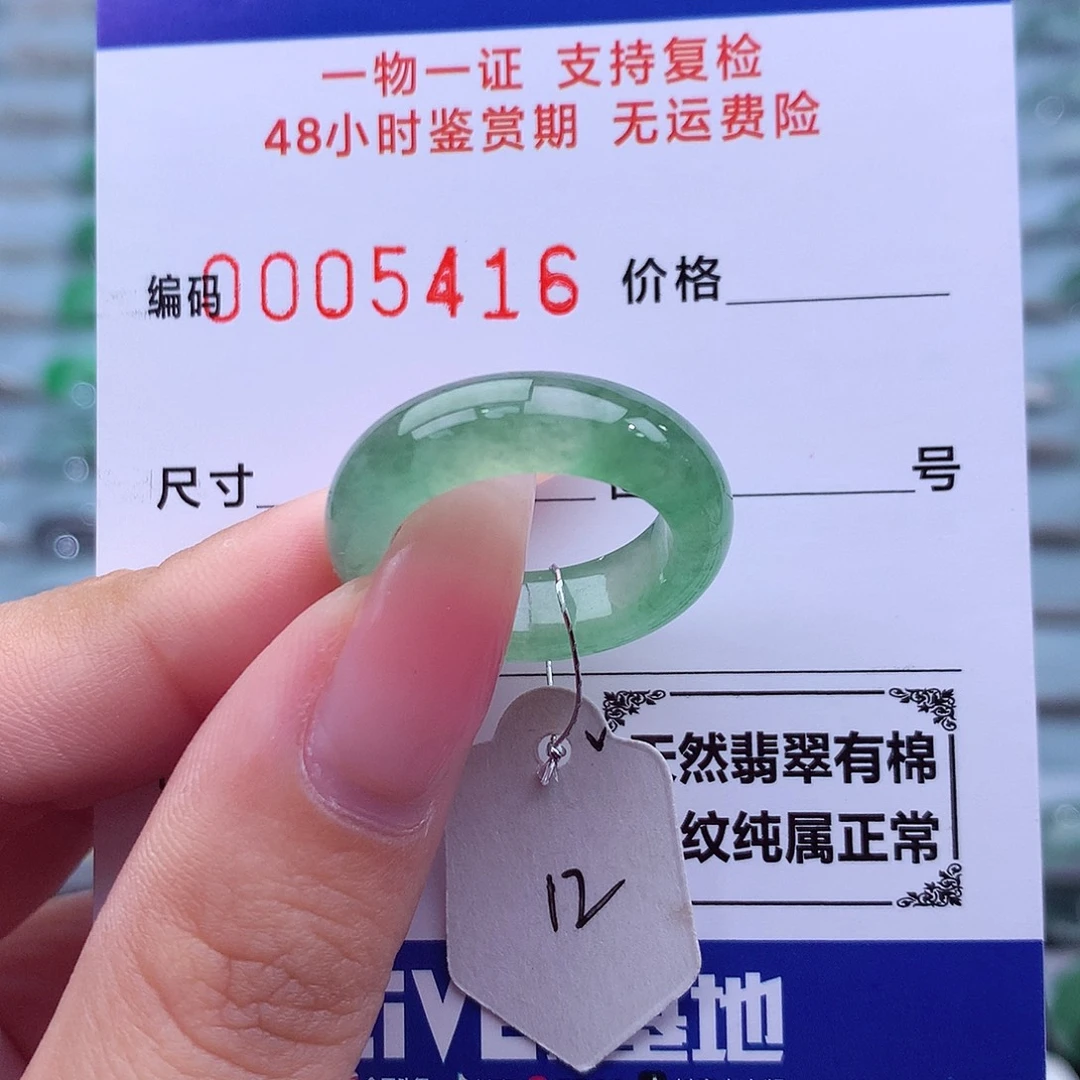 一物一证 支持复检
48小时鉴赏期 无运费险
编码0005416 价格
尺寸 号
然翡翠有棉
纹纯属正常
12
基地